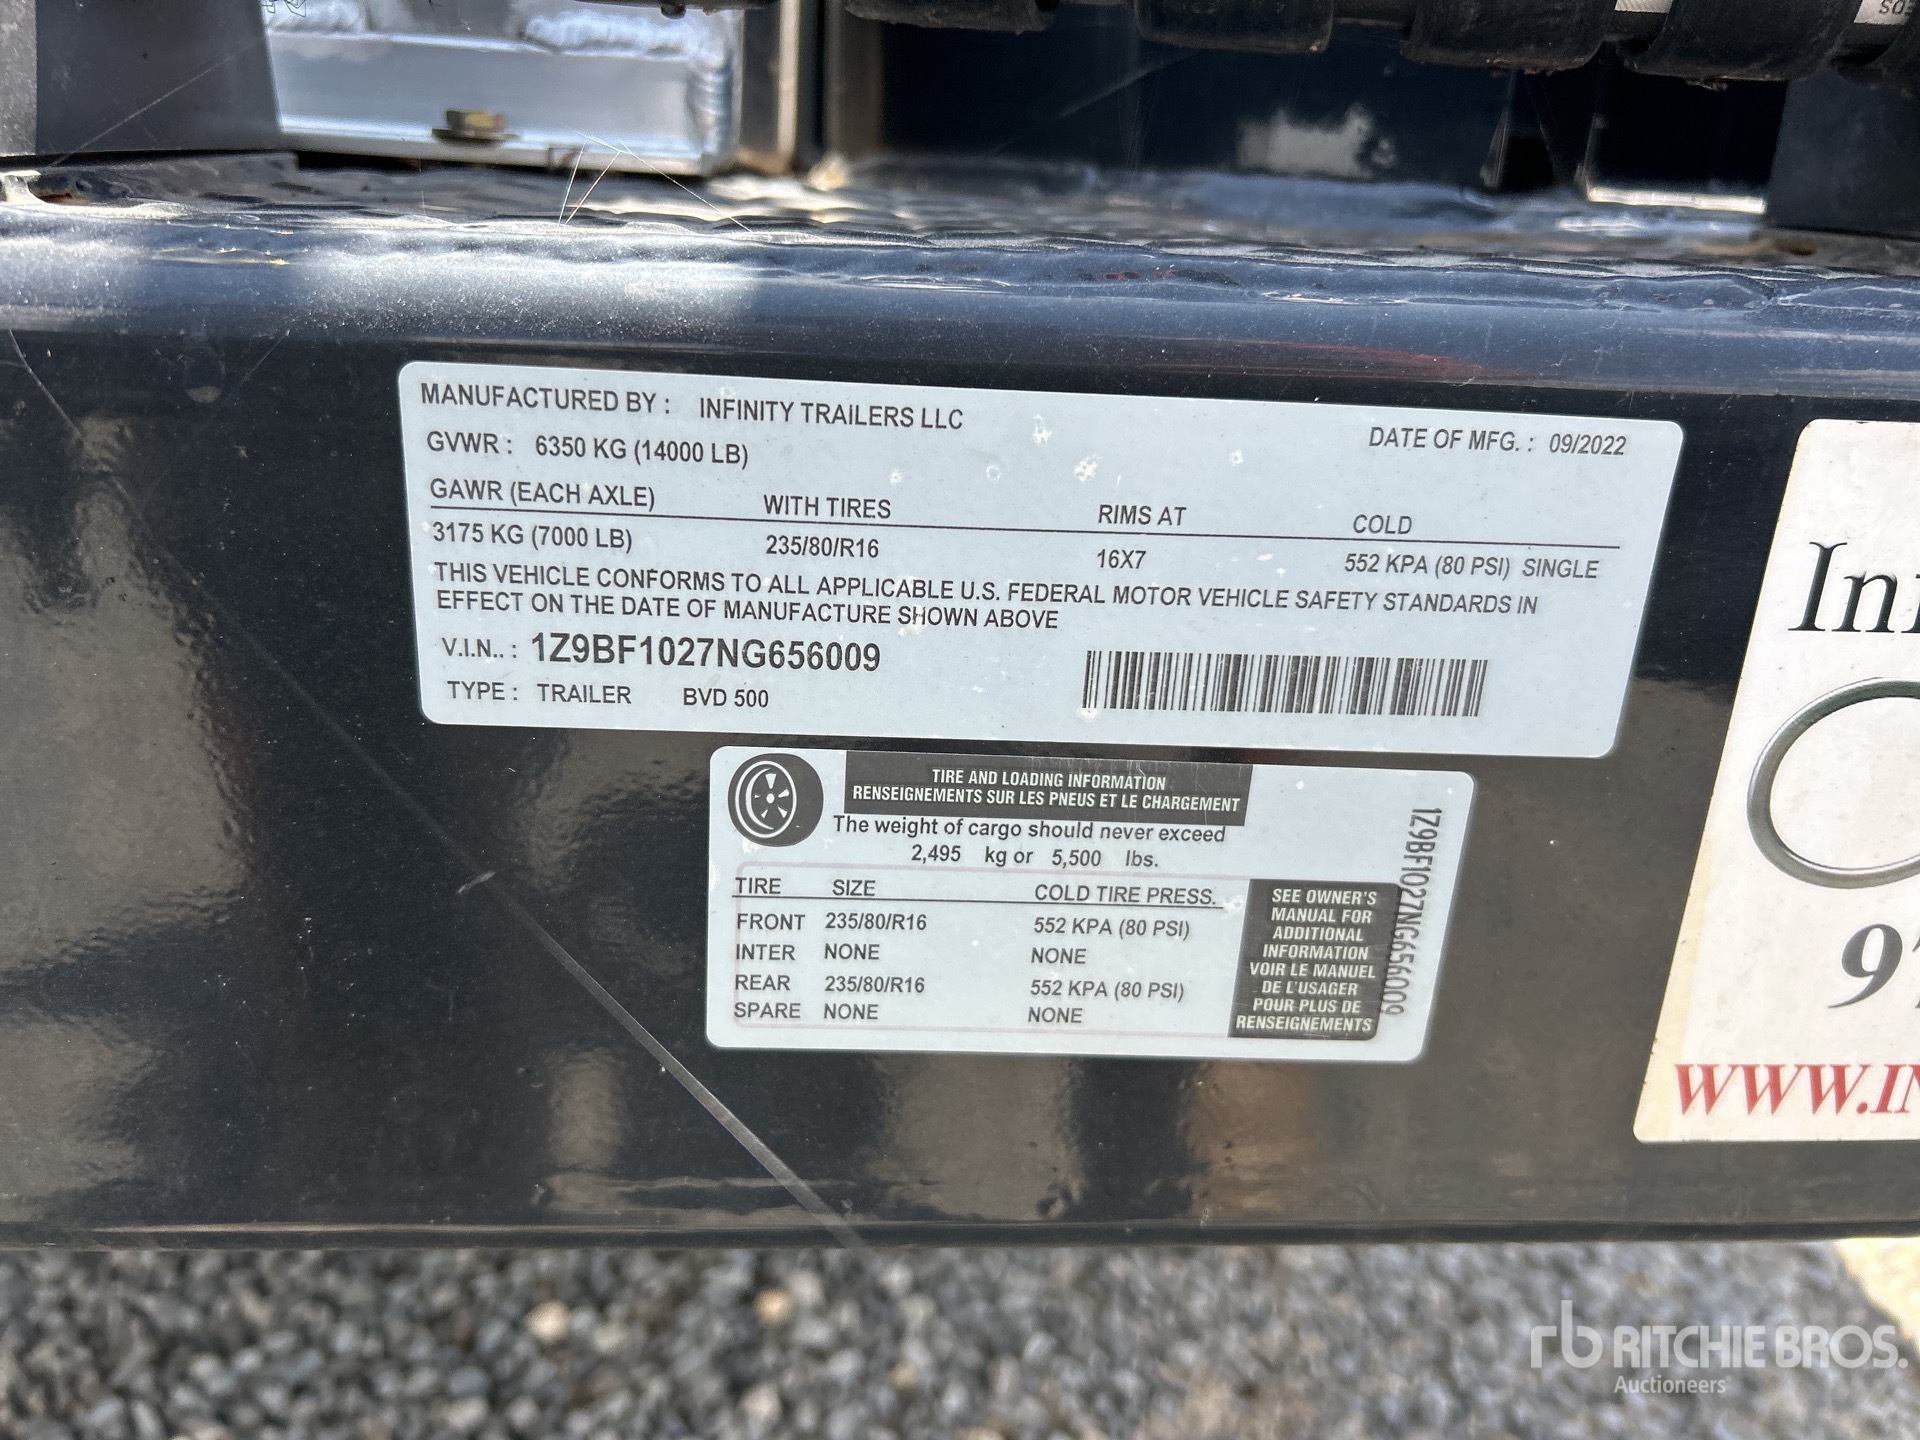 MANUFACTURED BY : INFINITY TRAILERS LLC DATE OF MFG. : 09/2022
GVWR : 6350 KG (14000 LB)
GAWR (EACH AXLE) WITH TIRES RIMS AT COLD
3175 KG (7000 LB) 235/80/R16 16X7 552 KPA (80 PSI) SINGLE
THIS VEHICLE CONFORMS TO ALL APPLICABLE U.S. FEDERAL MOTOR VEHICLE SAFETY STANDARDS IN
EFFECT ON THE DATE OF MANUFACTURE SHOWN ABOVE
V.I.N.. : 1Z9BF1027NG656009
TYPE : TRAILER BVD 500
TIRE AND LOADING INFORMATION
RENSEIGNEMENTS SUR LES PNEUS ET LE CHARGEMENT
The weight of cargo should never exceed
2,495 kg or 5,500 lbs.
TIRE SIZE COLD TIRE PRESS.
FRONT 235/80/R16 552 KPA (80 PSI)
INTER NONE NONE
REAR 235/80/R16 552 KPA (80 PSI)
SPARE NONE NONE
SEE OWNER'S
MANUAL FOR
ADDITIONAL
INFORMATION
VOIR LE MANUEL
DE L'USAGER
POUR PLUS DE
RENSEIGNEMENTS
1Z9BF1027NG656009
WWW.IN
RITCHIE BROS.
Auctioneers